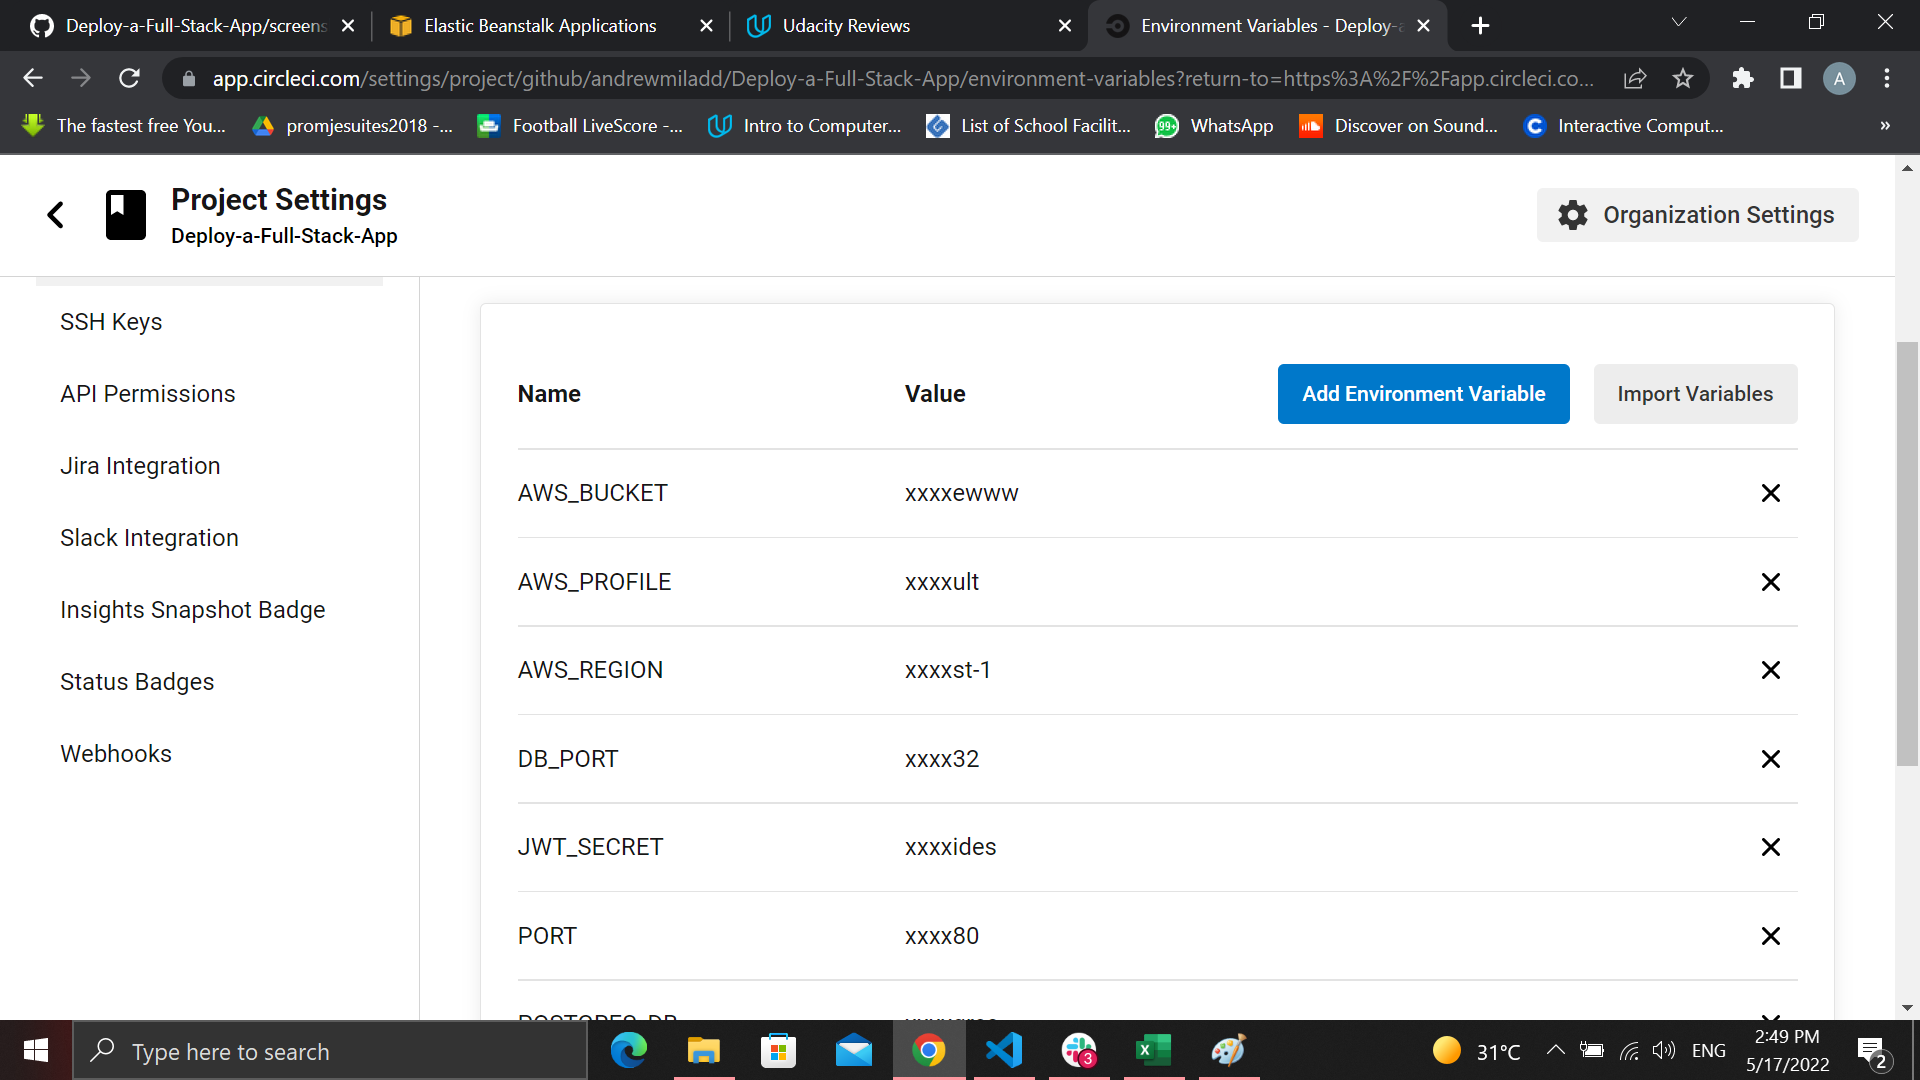 Deploy-a-Full-Stack-App/screens
Elastic Beanstalk Applications
Udacity Reviews
Environment Variables - Deploy-a
app.circleci.com/settings/project/github/andrewmiladd/Deploy-a-Full-Stack-App/environment-variables?return-to=https%3A%2F%2Fapp.circleci.co...
A
The fastest free You...
promjesuites2018 -...
Football LiveScore -...
Intro to Computer...
List of School Facilit...
99+
WhatsApp
Discover on Sound...
Interactive Comput...
»
Project Settings
Deploy-a-Full-Stack-App
Organization Settings
SSH Keys
API Permissions
Jira Integration
Slack Integration
Insights Snapshot Badge
Status Badges
Webhooks
Name Value Add Environment Variable Import Variables
AWS_BUCKET xxxxewww
AWS_PROFILE xxxxult
AWS_REGION xxxxst-1
DB_PORT xxxx32
JWT_SECRET xxxxides
PORT xxxx80
POSTGRES_DB
Type here to search
3
31°C
ENG
2:49 PM
5/17/2022
2